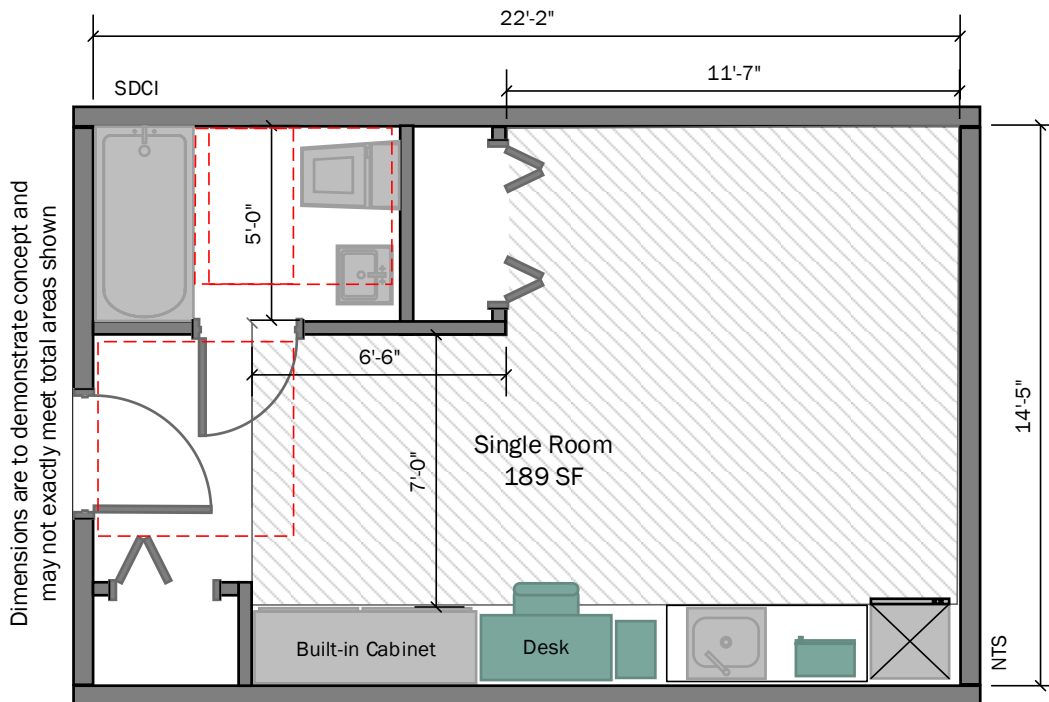 22'-2"
11'-7"
SDCI
Dimensions are to demonstrate concept and
may not exactly meet total areas shown
5'-0"
6'-6"
14'-5"
Single Room
189 SF
7'-0"
Built-in Cabinet
Desk
NTS